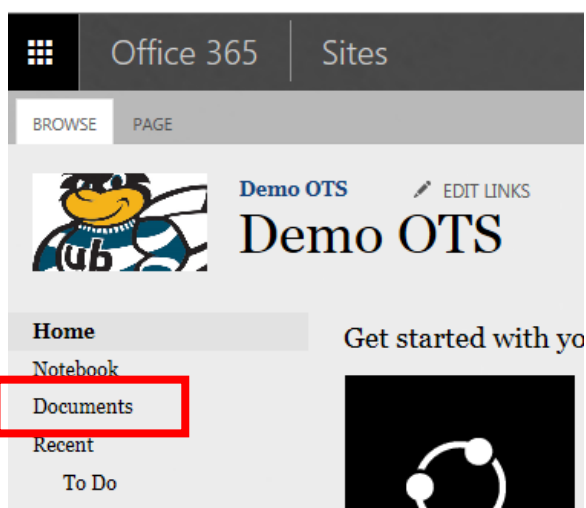 Office 365 Sites
BROWSE PAGE
ub
Demo OTS EDIT LINKS
Demo OTS
Home
Notebook
Documents
Recent
To Do
Get started with yo